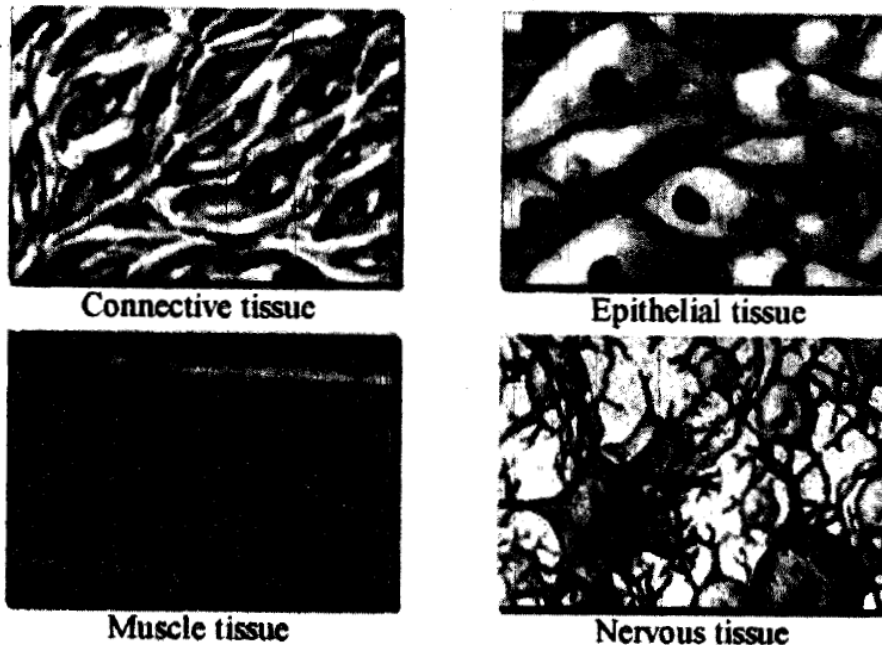 Connective tissue
Epithelial tissue
Muscle tissue
Nervous tissue